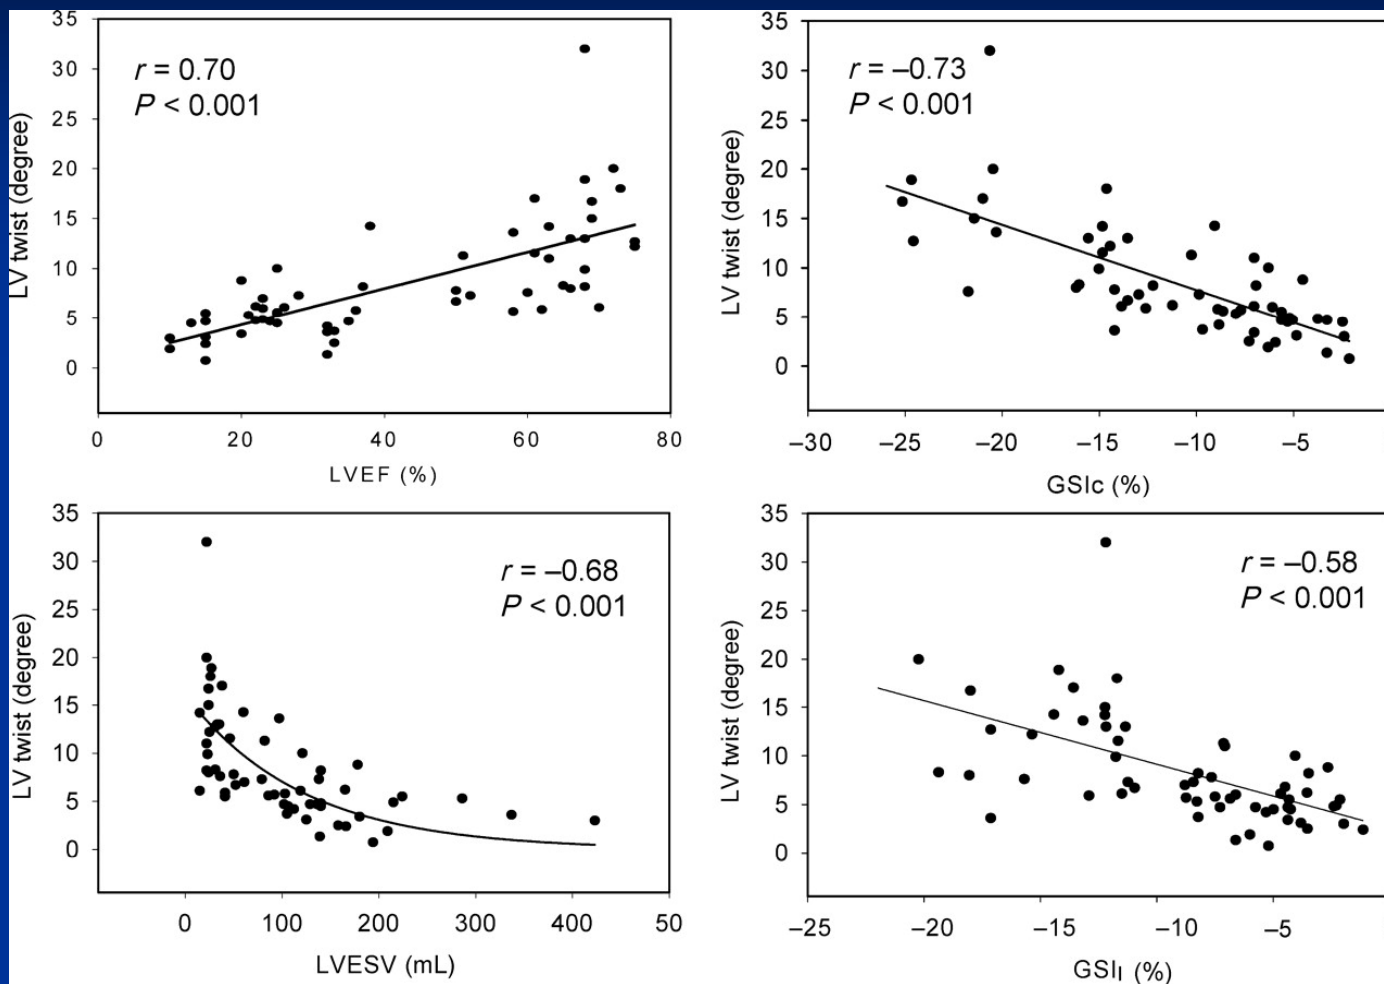 r = 0.70
P < 0.001
LV twist (degree)
35
30
25
20
15
10
5
0
0 20 40 60 80
LVEF (%)
r = –0.73
P < 0.001
LV twist (degree)
35
30
25
20
15
10
5
0
–30 –25 –20 –15 –10 –5
GSIc (%)
r = –0.68
P < 0.001
LV twist (degree)
35
30
25
20
15
10
5
0
0 100 200 300 400 50
LVESV (mL)
r = –0.58
P < 0.001
LV twist (degree)
35
30
25
20
15
10
5
0
–25 –20 –15 –10 –5
GSIl (%)